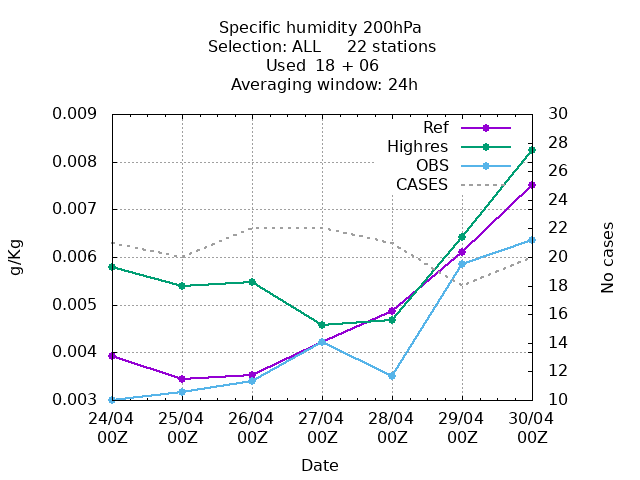 Specific humidity 200hPa
Selection: ALL     22 stations
Used  18 + 06
Averaging window: 24h
0.009
0.008
0.007
0.006
0.005
0.004
0.003
g/Kg
Ref
Highres
OBS
CASES
30
28
26
24
22
20
18
16
14
12
10
No cases
24/04 25/04 26/04 27/04 28/04 29/04 30/04
00Z 00Z 00Z 00Z 00Z 00Z 00Z
Date